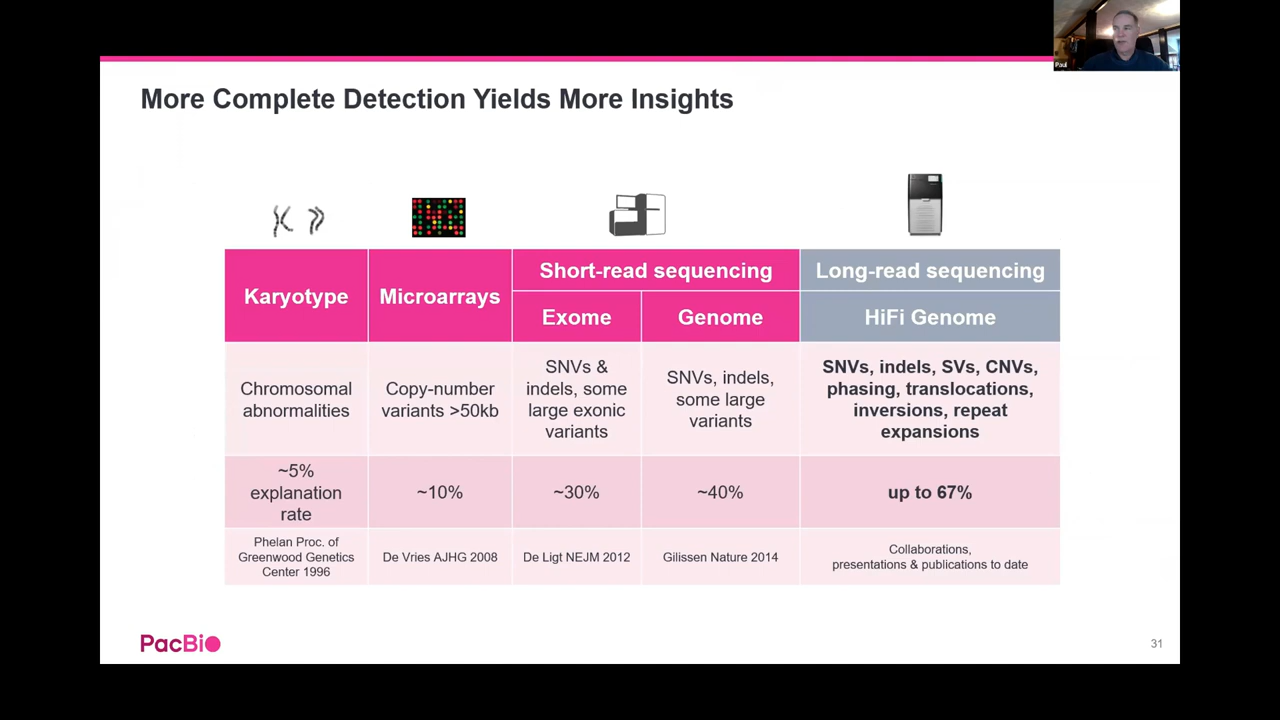 Paul
More Complete Detection Yields More Insights
Karyotype
Microarrays
Short-read sequencing
Long-read sequencing
Exome
Genome
HiFi Genome
Chromosomal
abnormalities
Copy-number
variants >50kb
SNVs &
indels, some
large exonic
variants
SNVs, indels,
some large
variants
SNVs, indels, SVs, CNVs,
phasing, translocations,
inversions, repeat
expansions
~5%
explanation
rate
~10%
~30%
~40%
up to 67%
Phelan Proc. of
Greenwood Genetics
Center 1996
De Vries AJHG 2008
De Ligt NEJM 2012
Gilissen Nature 2014
Collaborations,
presentations & publications to date
PacBio
31